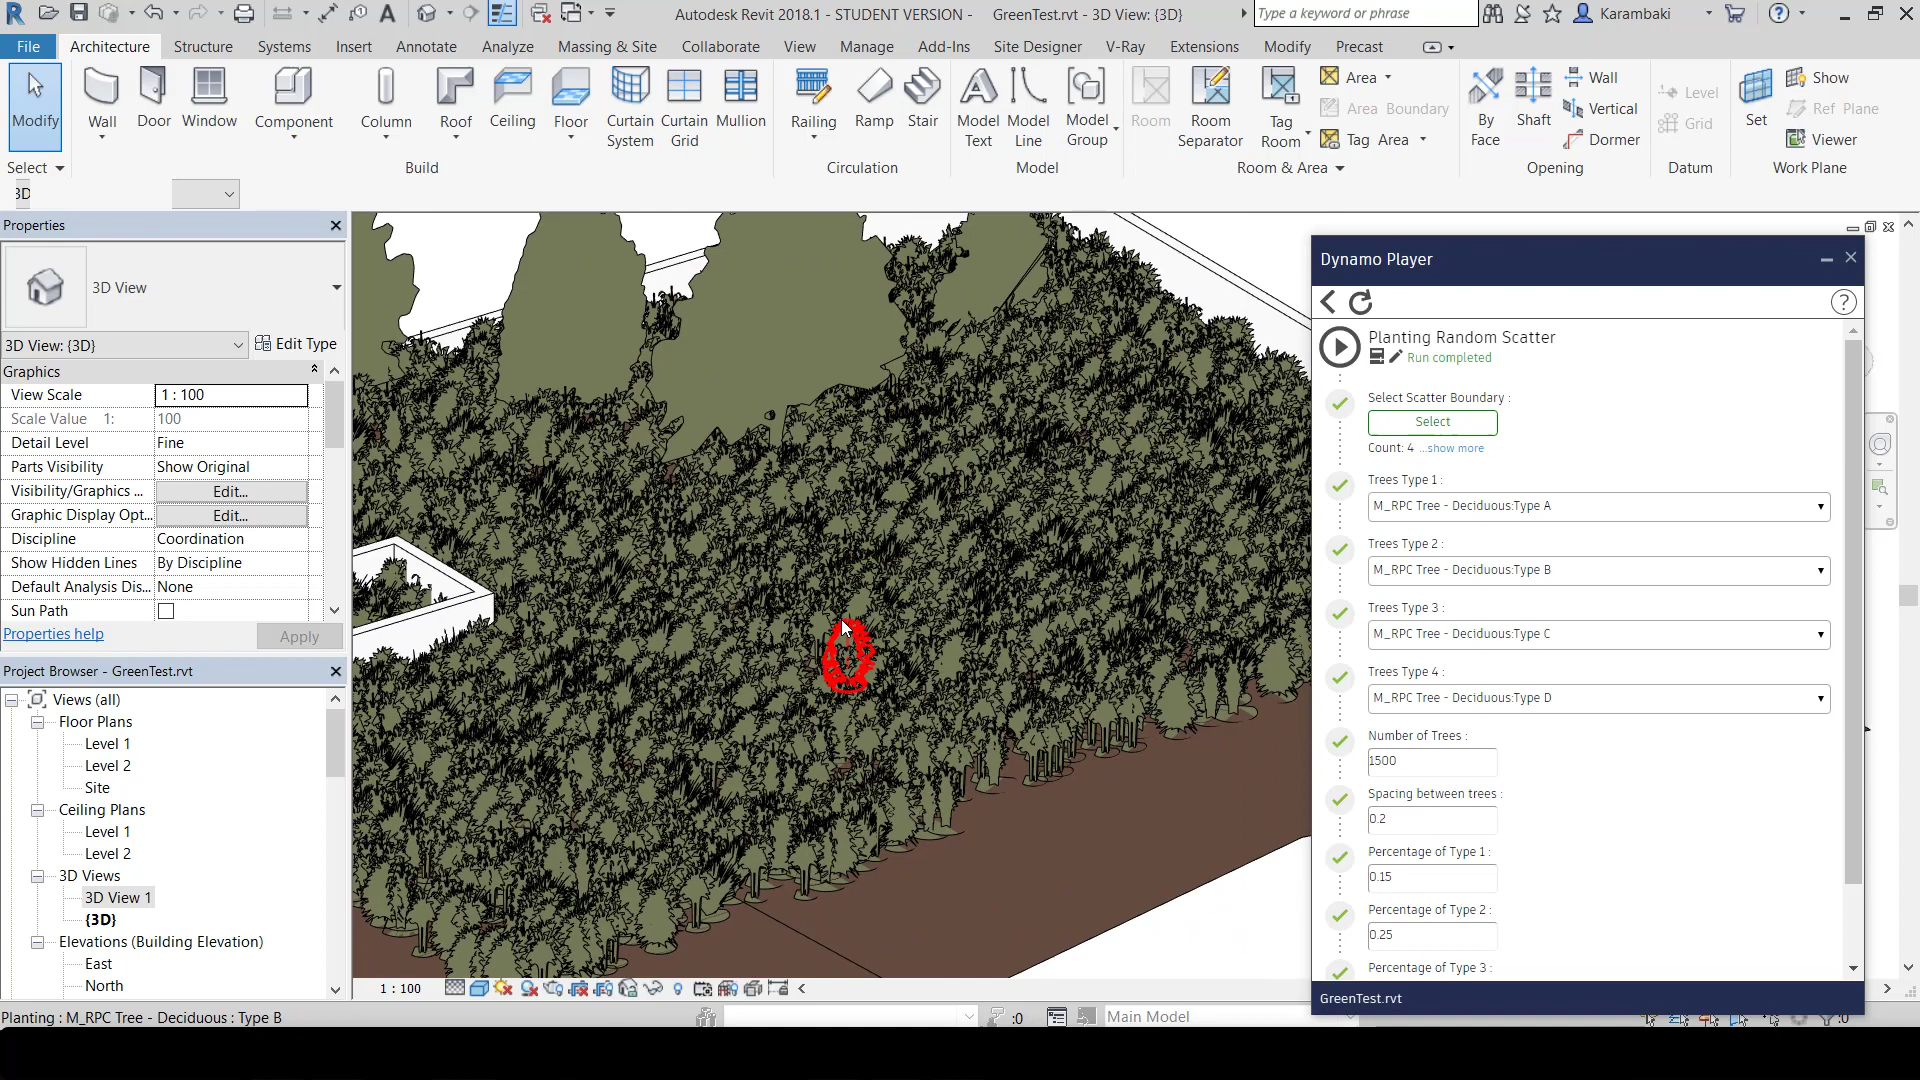 Autodesk Revit 2018.1 - STUDENT VERSION - GreenTest.rvt - 3D View: {3D}
Type a keyword or phrase
Karambaki
File Architecture Structure Systems Insert Annotate Analyze Massing & Site Collaborate View Manage Add-Ins Site Designer V-Ray Extensions Modify Precast
Modify
Wall
Door
Window
Component
Column
Roof
Ceiling
Floor
Curtain System
Curtain Grid
Mullion
Railing
Ramp
Stair
Model Text
Model Line
Model Group
Room
Room Separator
Tag Room
Area
Area Boundary
Tag Area
By Face
Shaft
Wall
Vertical
Dormer
Level
Grid
Set
Show
Ref Plane
Viewer
Select Build Circulation Model Room & Area Opening Datum Work Plane
3D
Properties
3D View
3D View: {3D} Edit Type
Graphics
View Scale 1 : 100
Scale Value 1: 100
Detail Level Fine
Parts Visibility Show Original
Visibility/Graphics ... Edit...
Graphic Display Opt... Edit...
Discipline Coordination
Show Hidden Lines By Discipline
Default Analysis Dis... None
Sun Path
Properties help Apply
Project Browser - GreenTest.rvt
Views (all)
Floor Plans
Level 1
Level 2
Site
Ceiling Plans
Level 1
Level 2
3D Views
3D View 1
{3D}
Elevations (Building Elevation)
East
North
Dynamo Player
Planting Random Scatter
Run completed
Select Scatter Boundary :
Select
Count: 4 ...show more
Trees Type 1 :
M_RPC Tree - Deciduous:Type A
Trees Type 2 :
M_RPC Tree - Deciduous:Type B
Trees Type 3 :
M_RPC Tree - Deciduous:Type C
Trees Type 4 :
M_RPC Tree - Deciduous:Type D
Number of Trees :
1500
Spacing between trees :
0.2
Percentage of Type 1 :
0.15
Percentage of Type 2 :
0.25
Percentage of Type 3 :
GreenTest.rvt
1 : 100
Planting : M_RPC Tree - Deciduous : Type B
:0
Main Model
:0